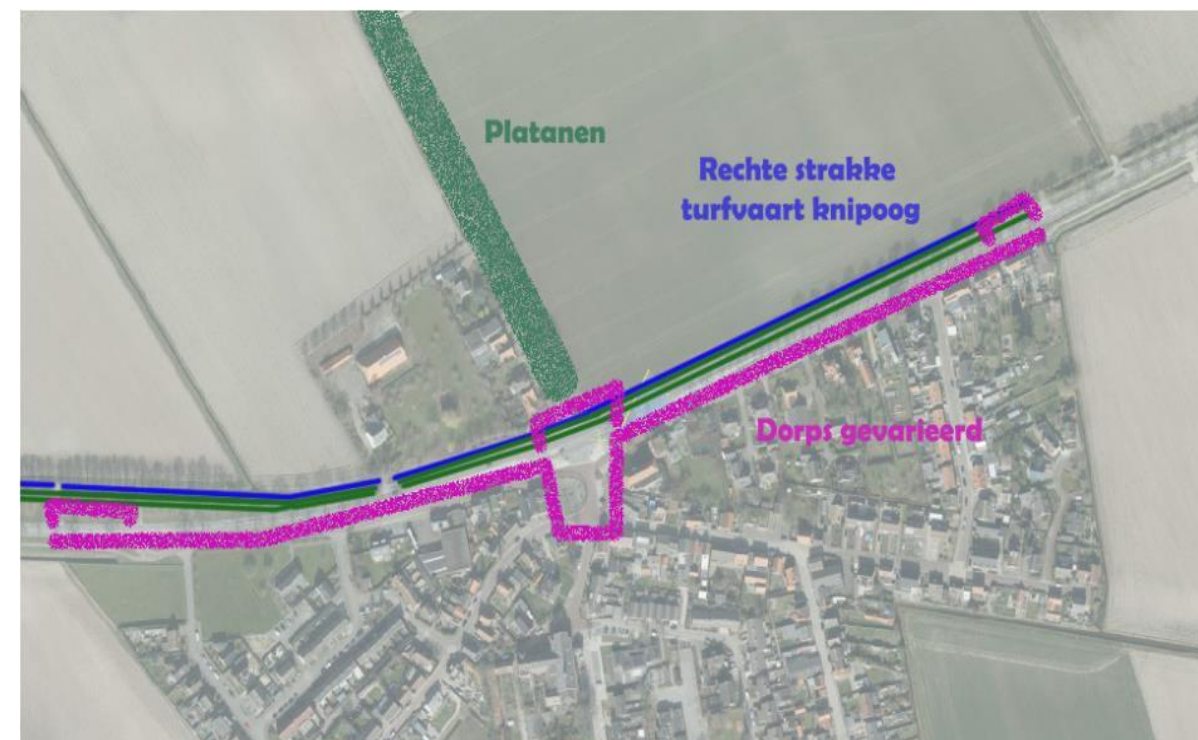 Platanen
Rechte strakke
turfvaart knipoog
Dorps gevarieerd